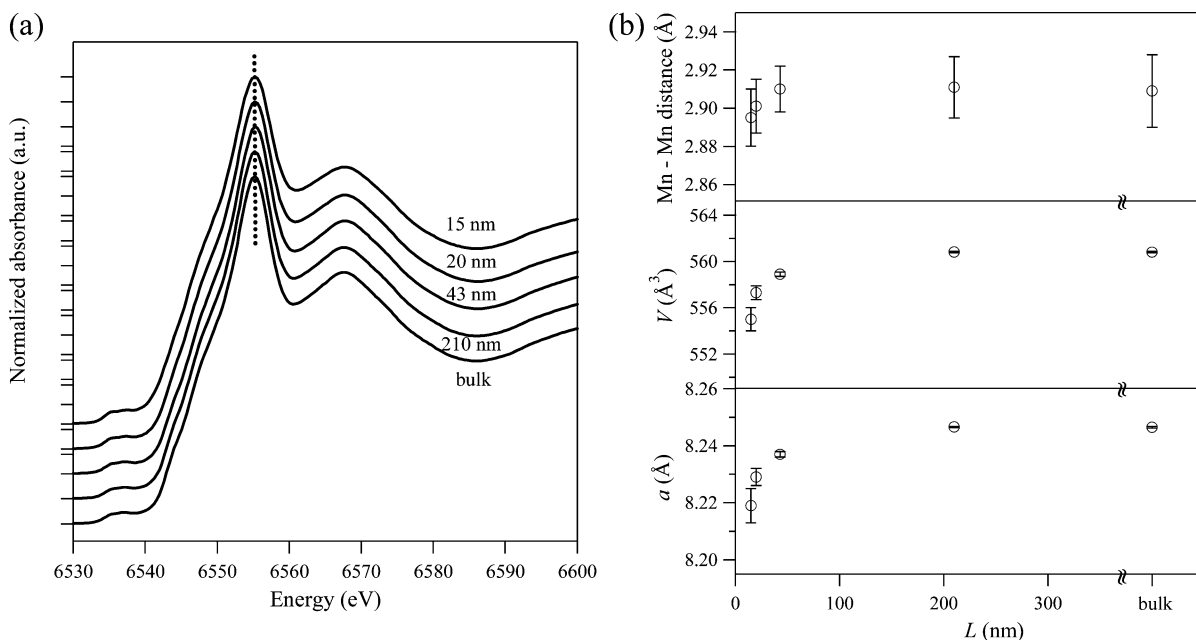 (a)
Normalized absorbance (a.u.)
15 nm
20 nm
43 nm
210 nm
bulk
6530 6540 6550 6560 6570 6580 6590 6600
Energy (eV)
(b)
Mn - Mn distance (Å)
2.94
2.92
2.90
2.88
2.86
V (Å³)
564
560
556
552
a (Å)
8.26
8.24
8.22
8.20
0 100 200 300 bulk
L (nm)